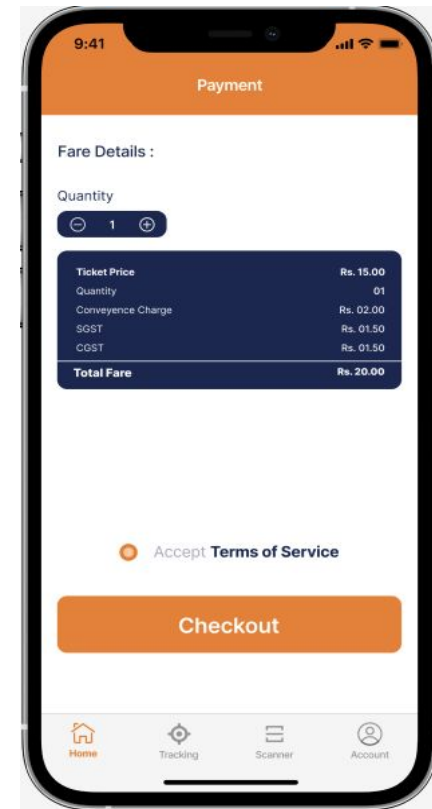 9:41
Payment
Fare Details :
Quantity
1
Ticket Price Rs. 15.00
Quantity 01
Conveyence Charge Rs. 02.00
SGST Rs. 01.50
CGST Rs. 01.50
Total Fare Rs. 20.00
Accept Terms of Service
Checkout
Home Tracking Scanner Account